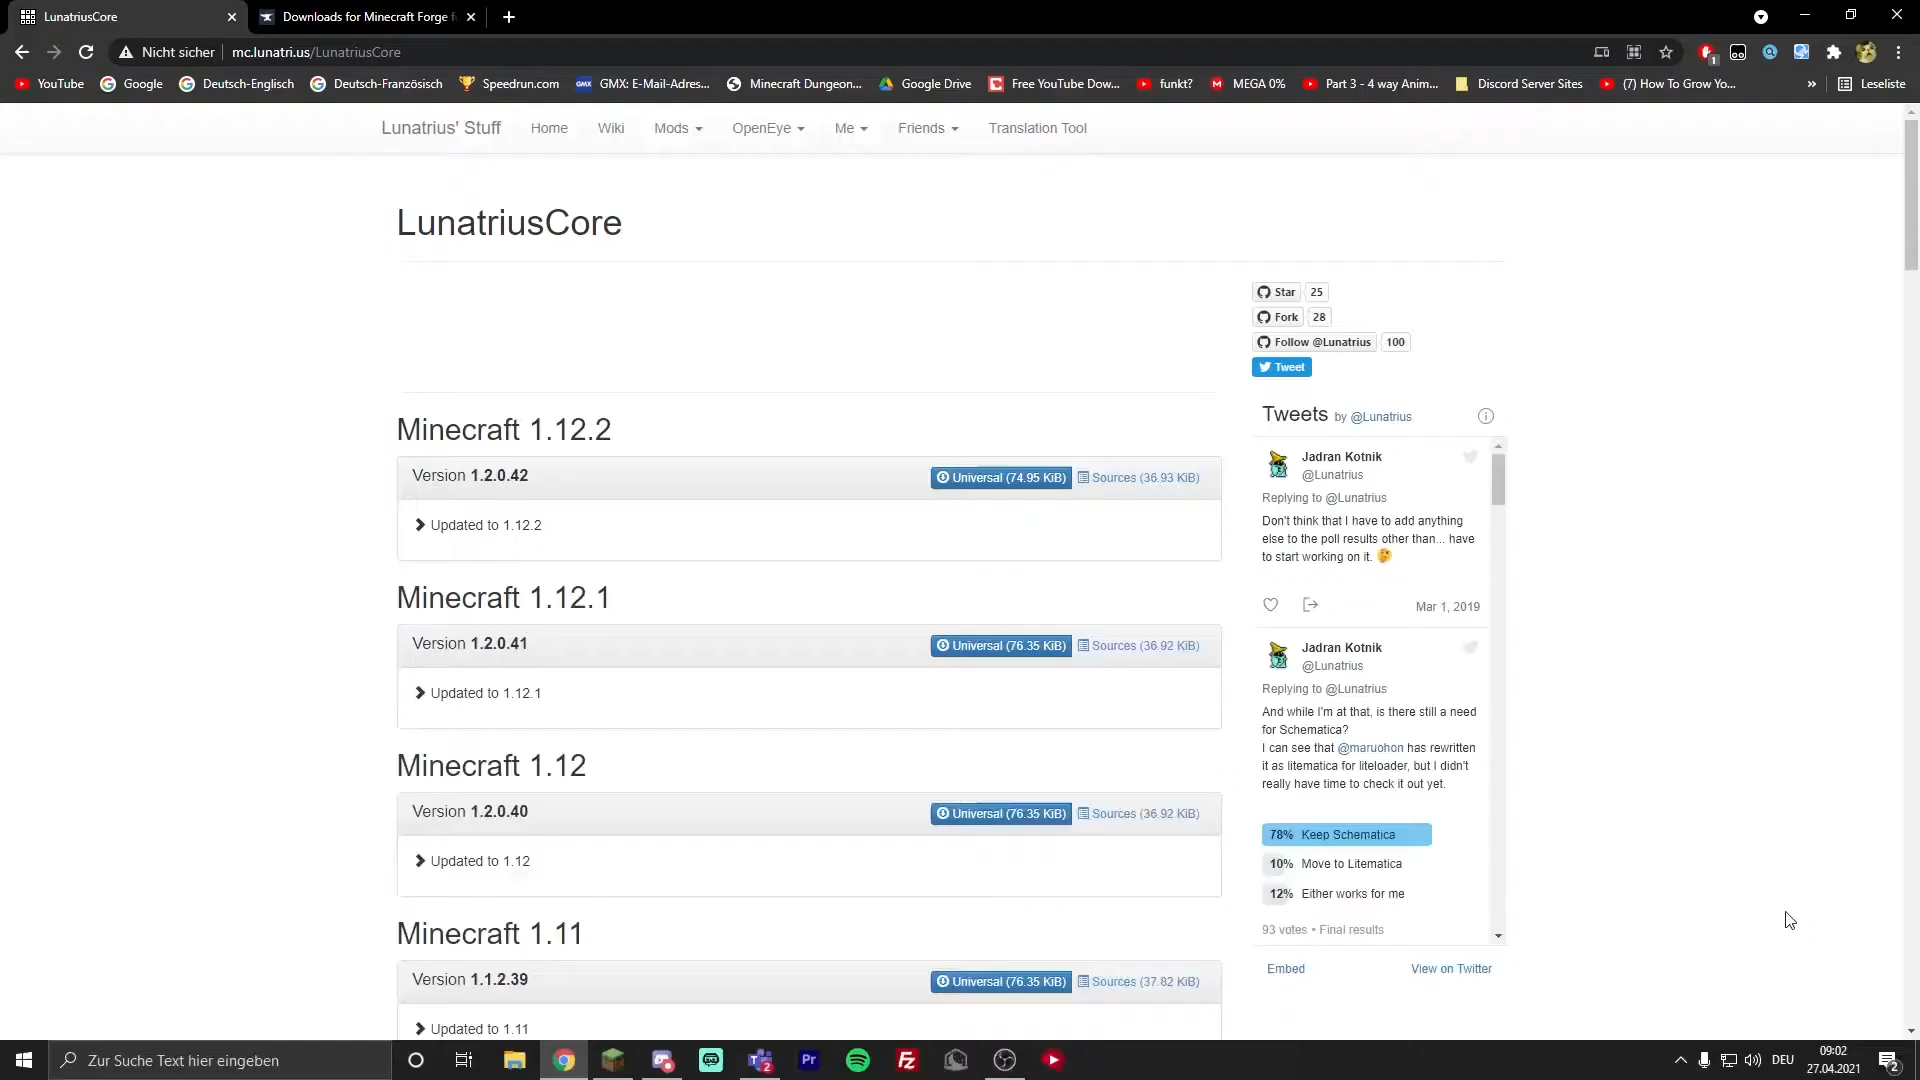 LunatriusCore
Downloads for Minecraft Forge f
Nicht sicher
mc.lunatri.us/LunatriusCore
1
YouTube
Google
Deutsch-Englisch
Deutsch-Französisch
Speedrun.com
GMX: E-Mail-Adres...
Minecraft Dungeon...
Google Drive
Free YouTube Dow...
funkt?
MEGA 0%
Part 3 - 4 way Anim...
Discord Server Sites
(7) How To Grow Yo...
»
Leseliste
Lunatrius' Stuff
Home
Wiki
Mods
OpenEye
Me
Friends
Translation Tool
LunatriusCore
Star 25
Fork 28
Follow @Lunatrius 100
Tweet
Minecraft 1.12.2
Version 1.2.0.42
Universal (74.95 KiB)
Sources (36.93 KiB)
Updated to 1.12.2
Minecraft 1.12.1
Version 1.2.0.41
Universal (76.35 KiB)
Sources (36.92 KiB)
Updated to 1.12.1
Minecraft 1.12
Version 1.2.0.40
Universal (76.35 KiB)
Sources (36.92 KiB)
Updated to 1.12
Minecraft 1.11
Version 1.1.2.39
Universal (76.35 KiB)
Sources (37.82 KiB)
Updated to 1.11
Tweets by @Lunatrius
Jadran Kotnik
@Lunatrius
Replying to @Lunatrius
Don't think that I have to add anything
else to the poll results other than... have
to start working on it. 🤔
Mar 1, 2019
Jadran Kotnik
@Lunatrius
Replying to @Lunatrius
And while I'm at that, is there still a need
for Schematica?
I can see that @maruohon has rewritten
it as litematica for liteloader, but I didn't
really have time to check it out yet.
78% Keep Schematica
10% Move to Litematica
12% Either works for me
93 votes • Final results
Embed
View on Twitter
Zur Suche Text hier eingeben
2
Pr
DEU
09:02
27.04.2021
2